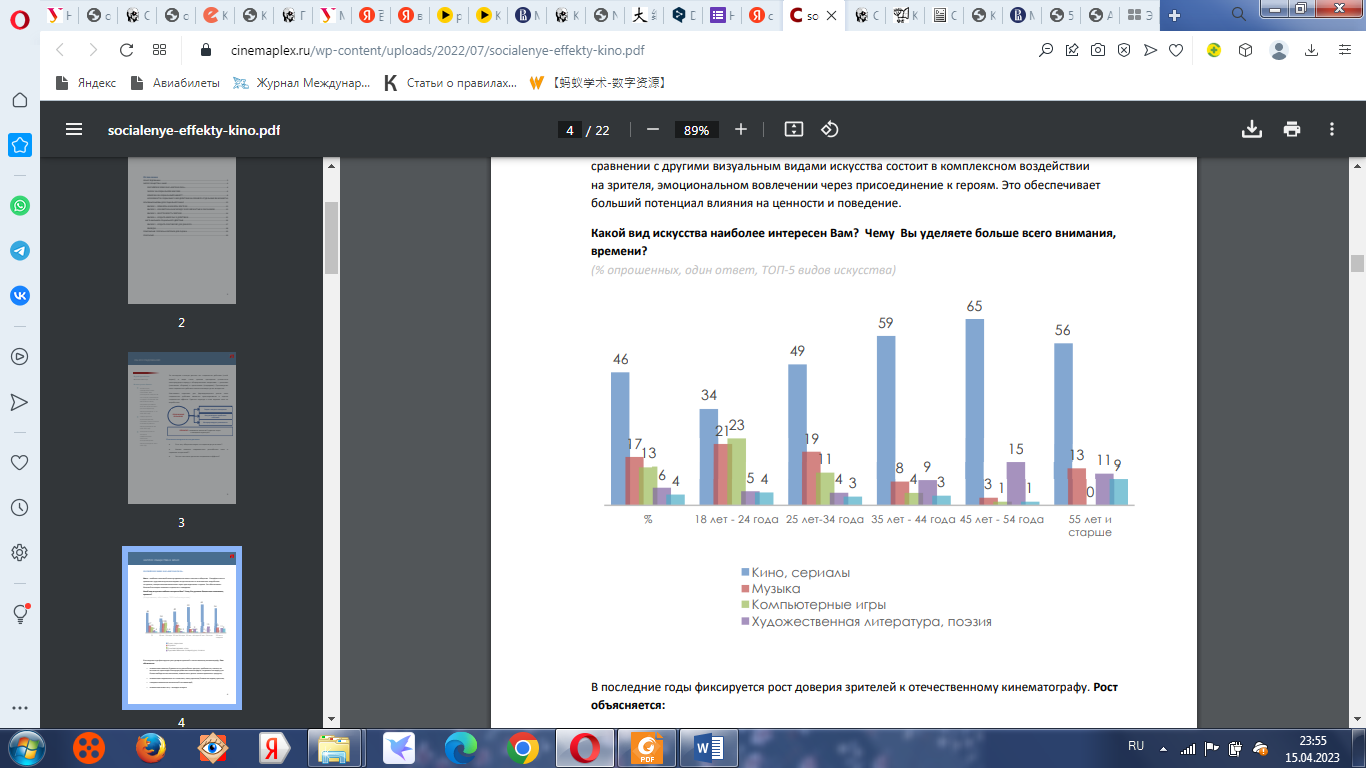 cinemaplex.ru/wp-content/uploads/2022/07/socialenye-effekty-kino.pdf
Яндекс Авиабилеты Журнал Междунар... Статьи о правилах... 【蚂蚁学术-数字资源】
socialenye-effekty-kino.pdf 4 / 22 89%
2
3
4
сравнении с другими визуальным видами искусства состоит в комплексном воздействии
на зрителя, эмоциональном вовлечении через присоединение к героям. Это обеспечивает
больший потенциал влияния на ценности и поведение.
Какой вид искусства наиболее интересен Вам? Чему Вы уделяете больше всего внимания,
времени?
(% опрошенных, один ответ, ТОП-5 видов искусства)
46 17 13 6 4
34 21 23 5 4
49 19 11 4 3
59 8 4 9 3
65 3 1 15 1
56 13 0 11 9
% 18 лет - 24 года 25 лет-34 года 35 лет - 44 года 45 лет - 54 года 55 лет и
старше
Кино, сериалы
Музыка
Компьютерные игры
Художественная литература, поэзия
В последние годы фиксируется рост доверия зрителей к отечественному кинематографу. Рост
объясняется:
RU 23:55
15.04.2023